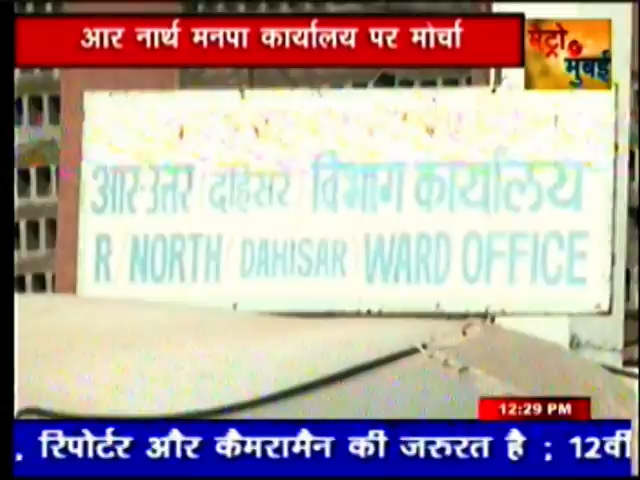 आर नार्थ मनपा कार्यालय पर मोर्चा
मेट्रो
मुंबई
आर-उत्तर (दहिसर) विभाग कार्यालय
R/NORTH (DAHISAR) WARD OFFICE
12:29 PM
. रिपोर्टर और कैमरामैन की जरुरत है ; 12वीं